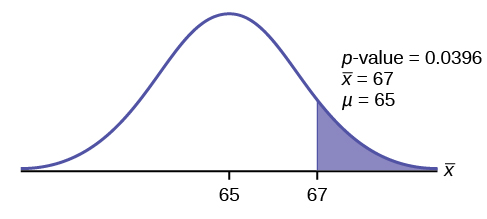 p-value = 0.0396
x̅ = 67
μ = 65
x̅
65 67